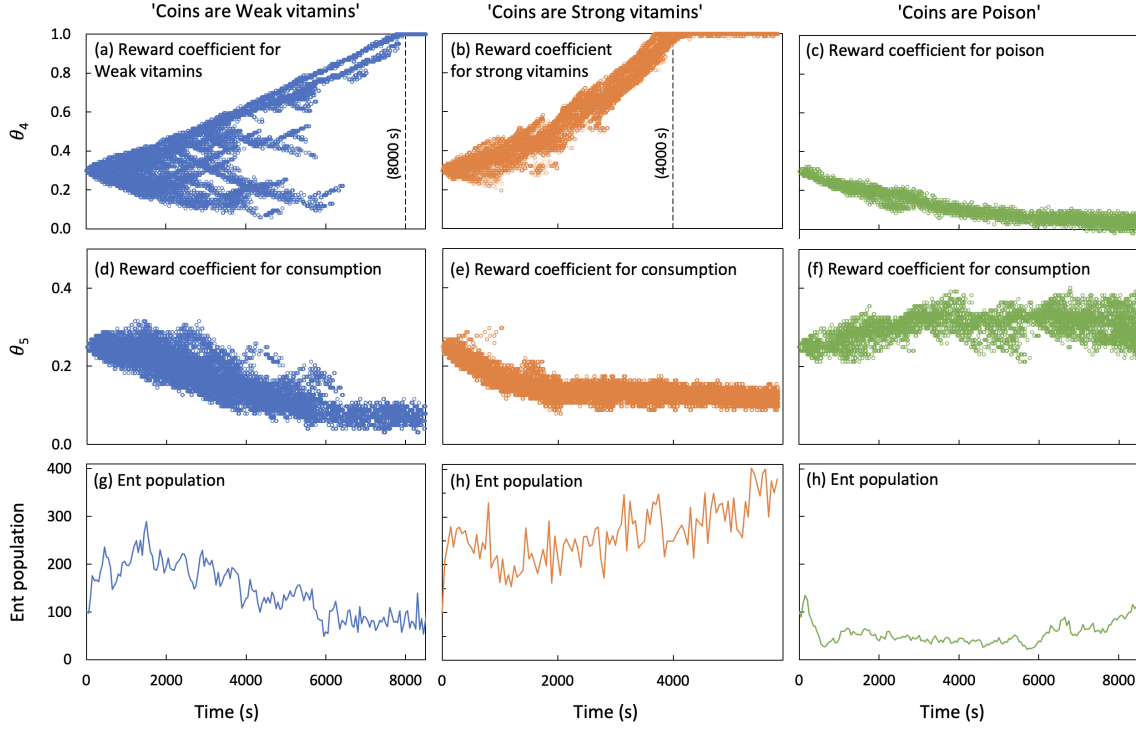 'Coins are Weak vitamins'
'Coins are Strong vitamins'
'Coins are Poison'
(a) Reward coefficient for
Weak vitamins
(b) Reward coefficient
for strong vitamins
(c) Reward coefficient for poison
θ4
1.0
0.8
0.6
0.4
0.2
0.0
(8000 s)
(4000 s)
(d) Reward coefficient for consumption
(e) Reward coefficient for consumption
(f) Reward coefficient for consumption
θ5
0.4
0.2
0.0
(g) Ent population
(h) Ent population
(h) Ent population
Ent population
400
300
200
100
0
0 2000 4000 6000 8000
0 2000 4000
0 2000 4000 6000 8000
Time (s)
Time (s)
Time (s)